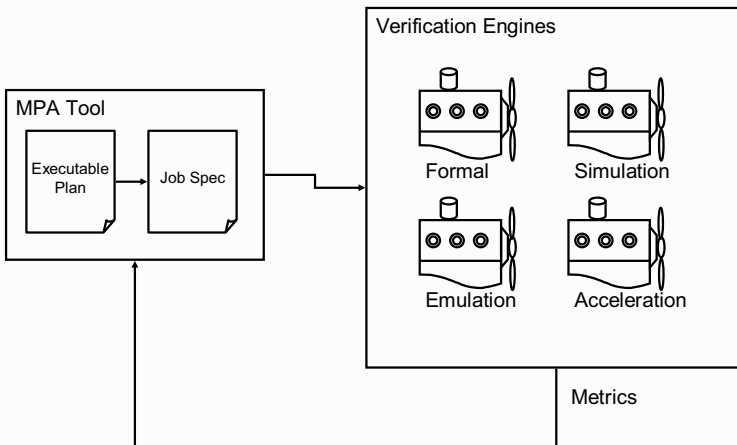 Verification Engines
MPA Tool
Executable
Plan
Job Spec
Formal
Simulation
Emulation
Acceleration
Metrics